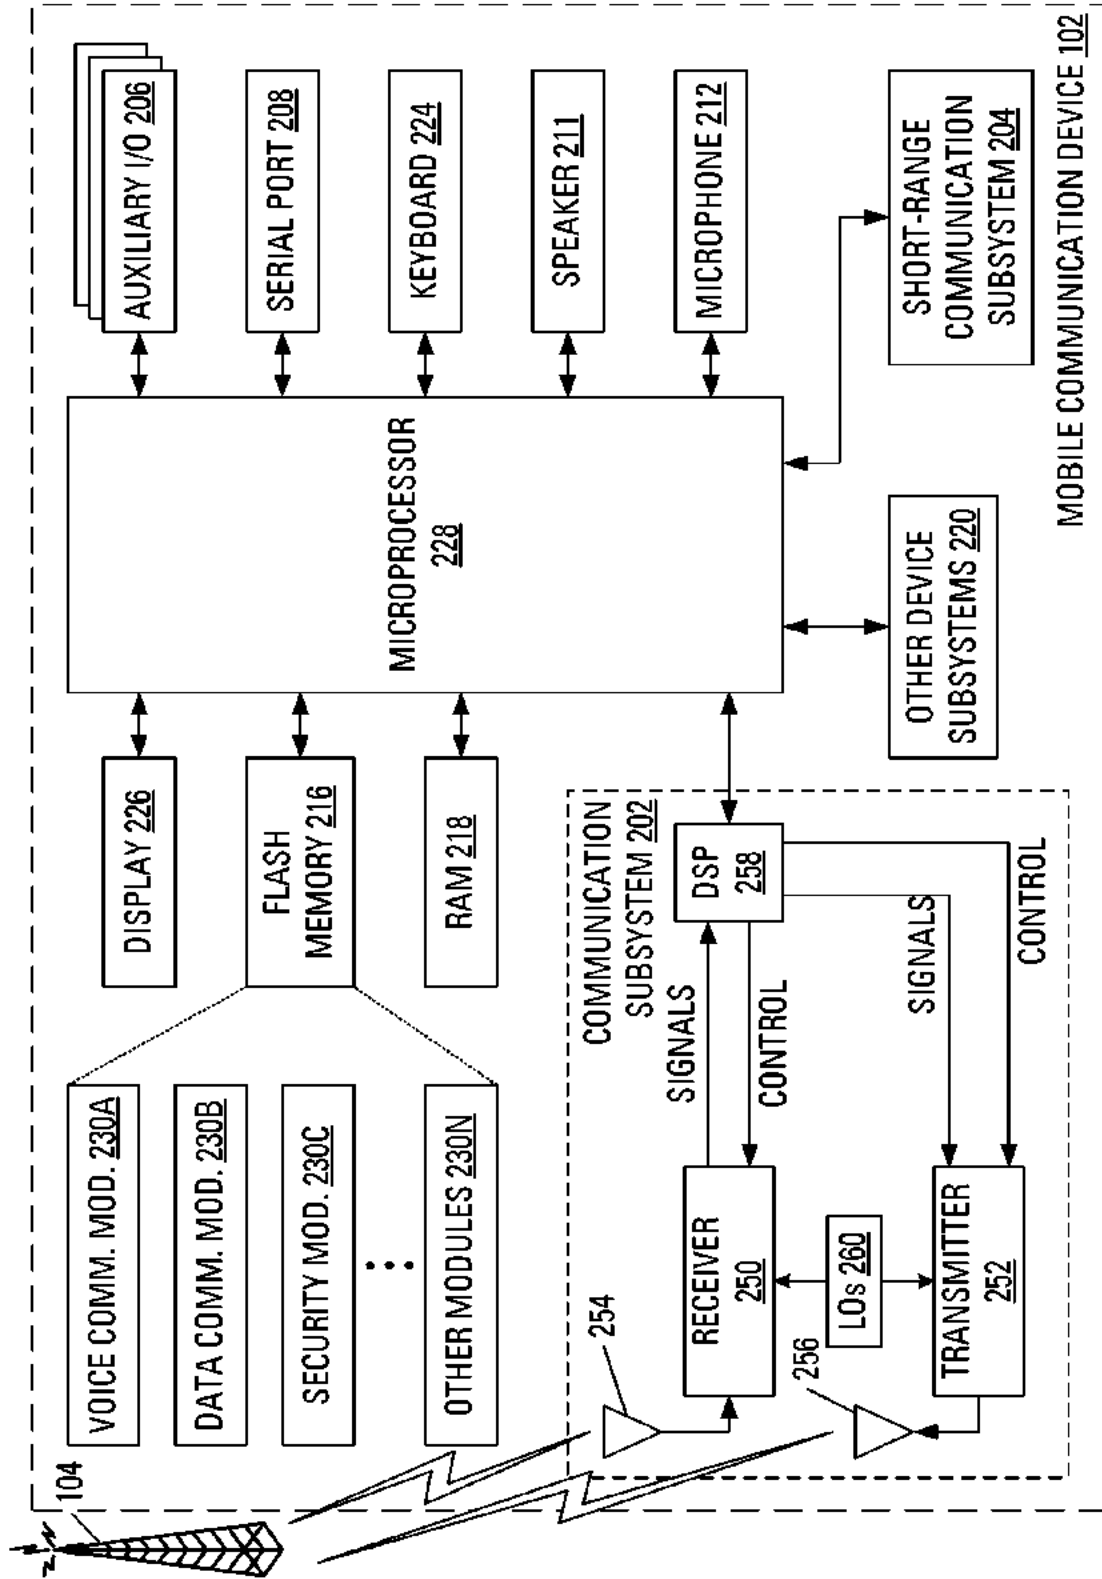 104
VOICE COMM. MOD. 230A
DATA COMM. MOD. 230B
SECURITY MOD. 230C
OTHER MODULES 230N
DISPLAY 226
FLASH
MEMORY 216
RAM 218
MICROPROCESSOR
228
AUXILIARY I/O 206
SERIAL PORT 208
KEYBOARD 224
SPEAKER 211
MICROPHONE 212
COMMUNICATION
SUBSYSTEM 202
254
RECEIVER
250
SIGNALS
CONTROL
DSP
258
256
LOs 260
TRANSMITTER
252
SIGNALS
CONTROL
OTHER DEVICE
SUBSYSTEMS 220
SHORT-RANGE
COMMUNICATION
SUBSYSTEM 204
MOBILE COMMUNICATION DEVICE 102